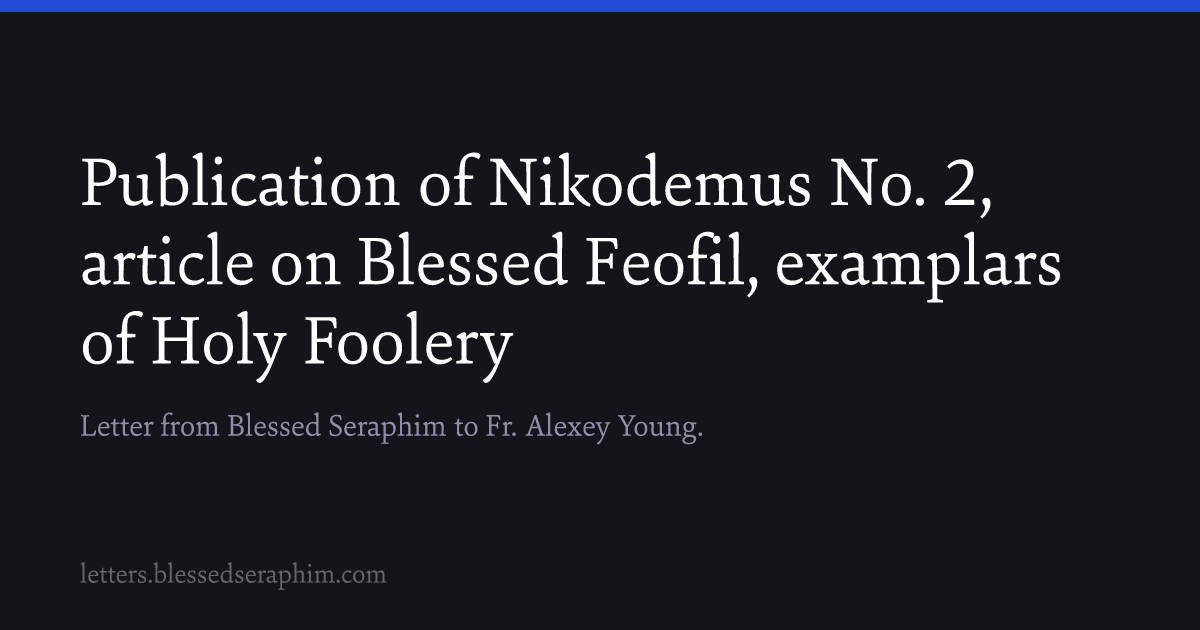 Publication of Nikodemus No. 2,
article on Blessed Feofil, examplars
of Holy Foolery
Letter from Blessed Seraphim to Fr. Alexey Young.
letters.blessedseraphim.com